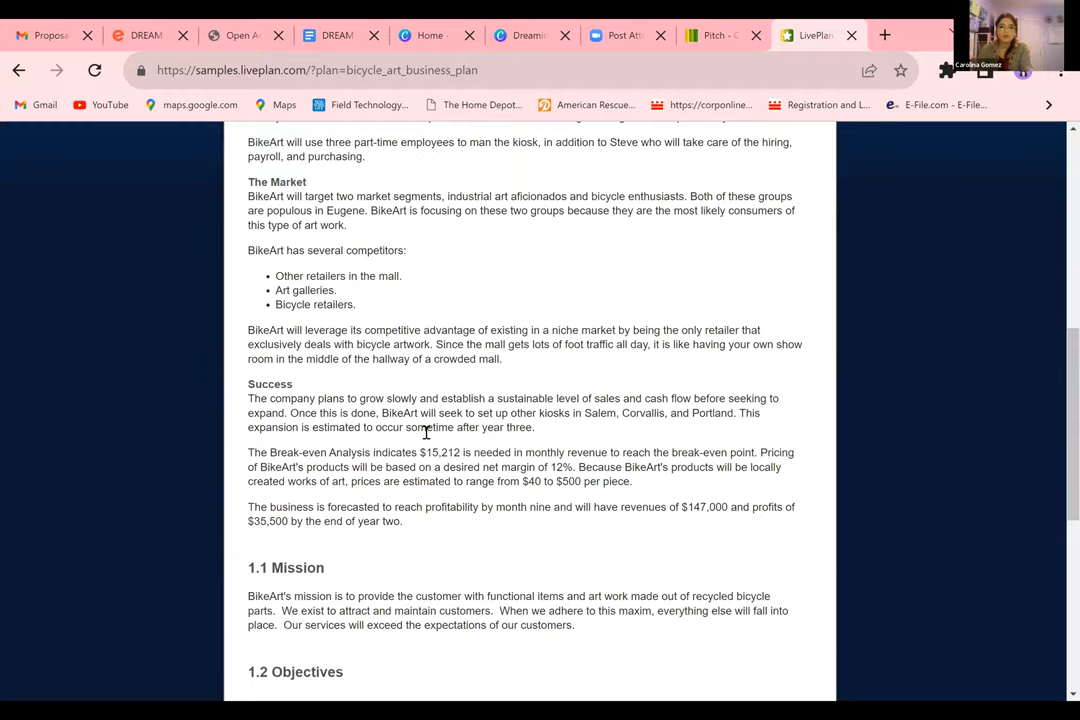 Proposa
DREAM
Open Ac
DREAM
Home -
Dreamin
Post Att
Pitch - C
LivePlan
Carolina Gomez
https://samples.liveplan.com/?plan=bicycle_art_business_plan
Gmail
YouTube
maps.google.com
Maps
Field Technology...
The Home Depot...
American Rescue...
https://corponline...
Registration and L...
E-File.com - E-File...
BikeArt will use three part-time employees to man the kiosk, in addition to Steve who will take care of the hiring,
payroll, and purchasing.
The Market
BikeArt will target two market segments, industrial art aficionados and bicycle enthusiasts. Both of these groups
are populous in Eugene. BikeArt is focusing on these two groups because they are the most likely consumers of
this type of art work.
BikeArt has several competitors:
• Other retailers in the mall.
• Art galleries.
• Bicycle retailers.
BikeArt will leverage its competitive advantage of existing in a niche market by being the only retailer that
exclusively deals with bicycle artwork. Since the mall gets lots of foot traffic all day, it is like having your own show
room in the middle of the hallway of a crowded mall.
Success
The company plans to grow slowly and establish a sustainable level of sales and cash flow before seeking to
expand. Once this is done, BikeArt will seek to set up other kiosks in Salem, Corvallis, and Portland. This
expansion is estimated to occur sometime after year three.
The Break-even Analysis indicates $15,212 is needed in monthly revenue to reach the break-even point. Pricing
of BikeArt's products will be based on a desired net margin of 12%. Because BikeArt's products will be locally
created works of art, prices are estimated to range from $40 to $500 per piece.
The business is forecasted to reach profitability by month nine and will have revenues of $147,000 and profits of
$35,500 by the end of year two.
1.1 Mission
BikeArt's mission is to provide the customer with functional items and art work made out of recycled bicycle
parts. We exist to attract and maintain customers. When we adhere to this maxim, everything else will fall into
place. Our services will exceed the expectations of our customers.
1.2 Objectives